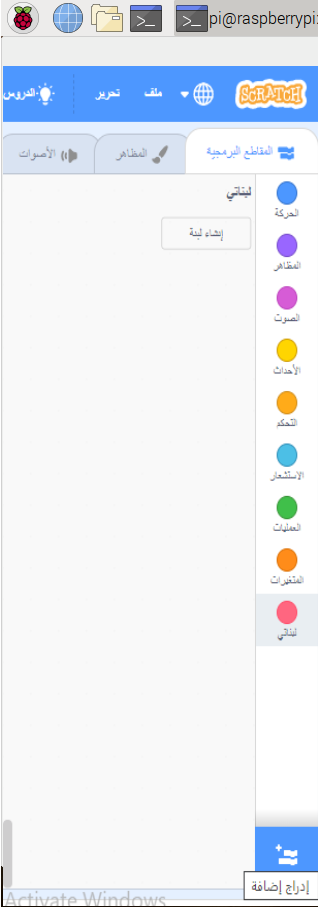 pi@raspberrypi:
SCRATCH ملف تحرير الدروس
المقاطع البرمجية المظاهر الأصوات
لبناتي
إنشاء لبنة
الحركة
المظاهر
الصوت
الأحداث
التحكم
الاستشعار
العمليات
المتغيرات
لبناتي
إدراج إضافة
Activate Windows